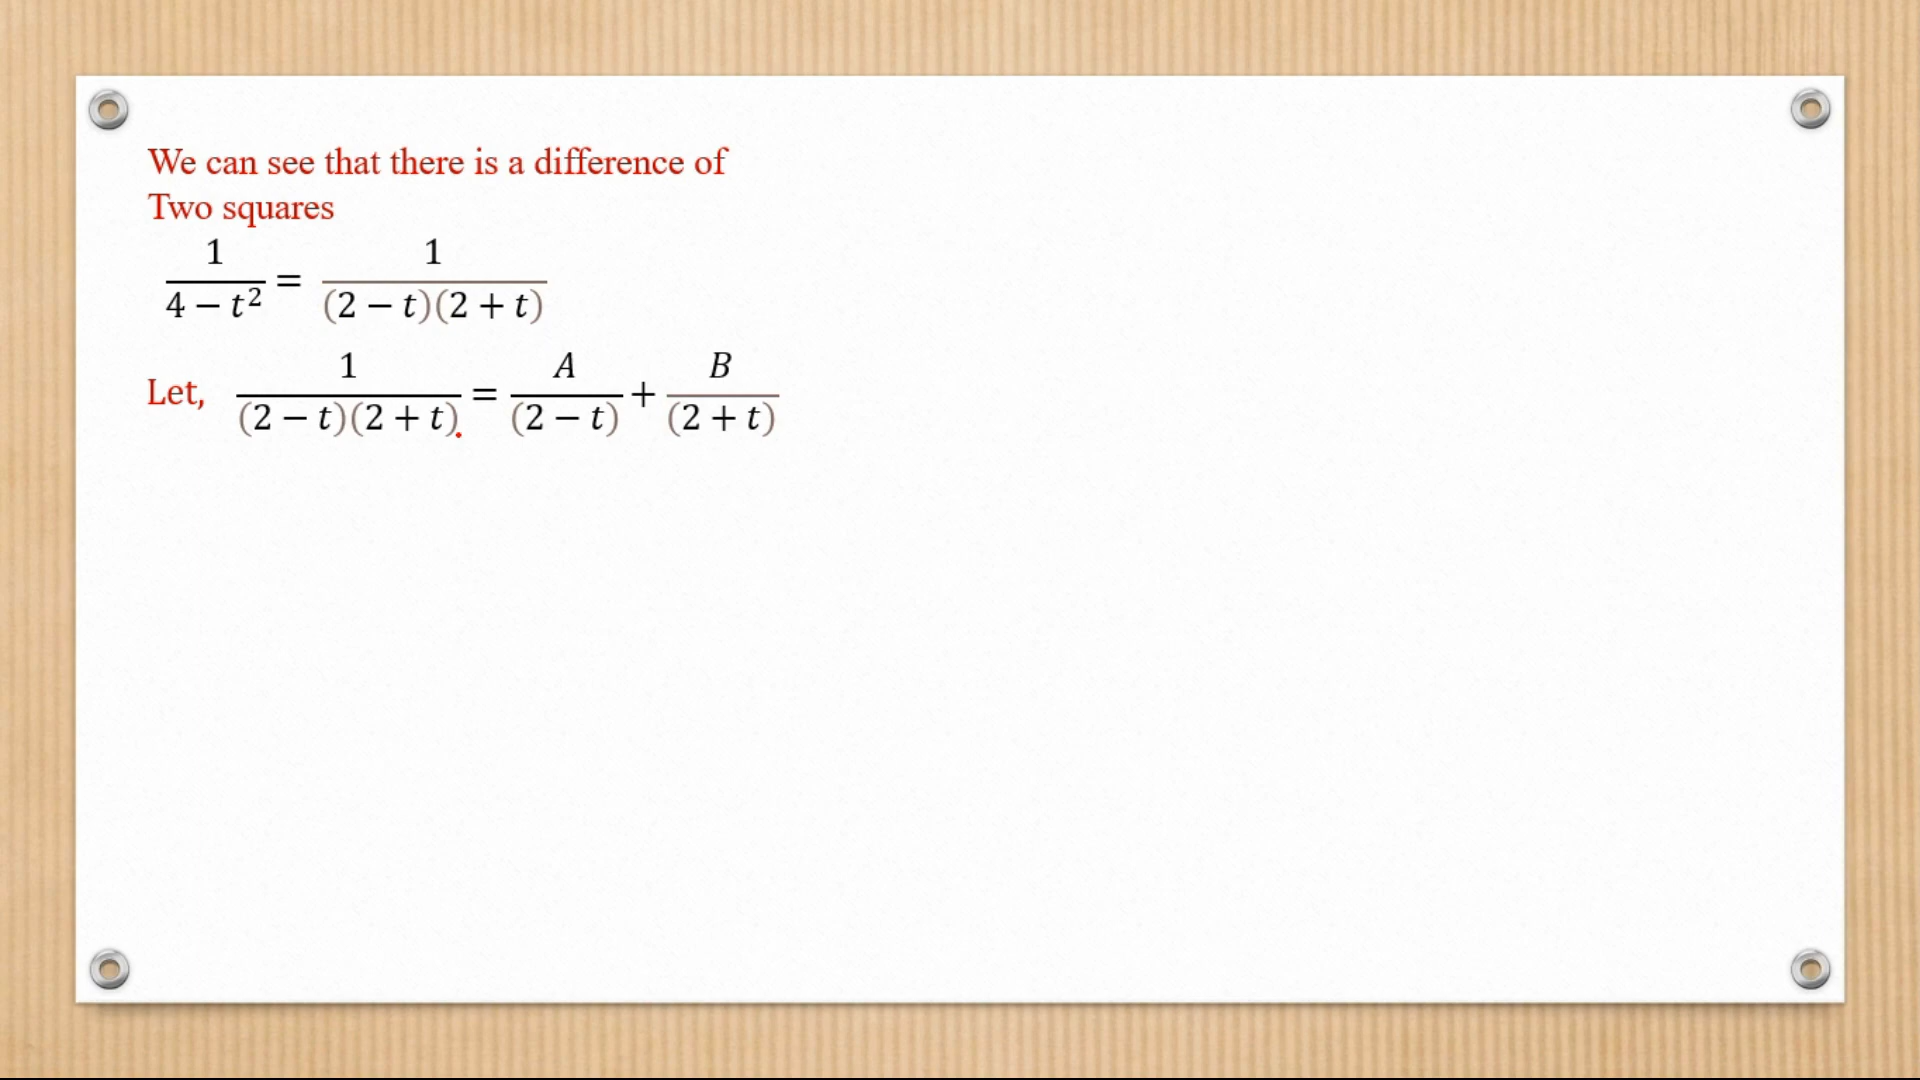 We can see that there is a difference of
Two squares
1/(4 − t²) = 1/((2 − t)(2 + t))
Let, 1/((2 − t)(2 + t)) = A/(2 − t) + B/(2 + t)